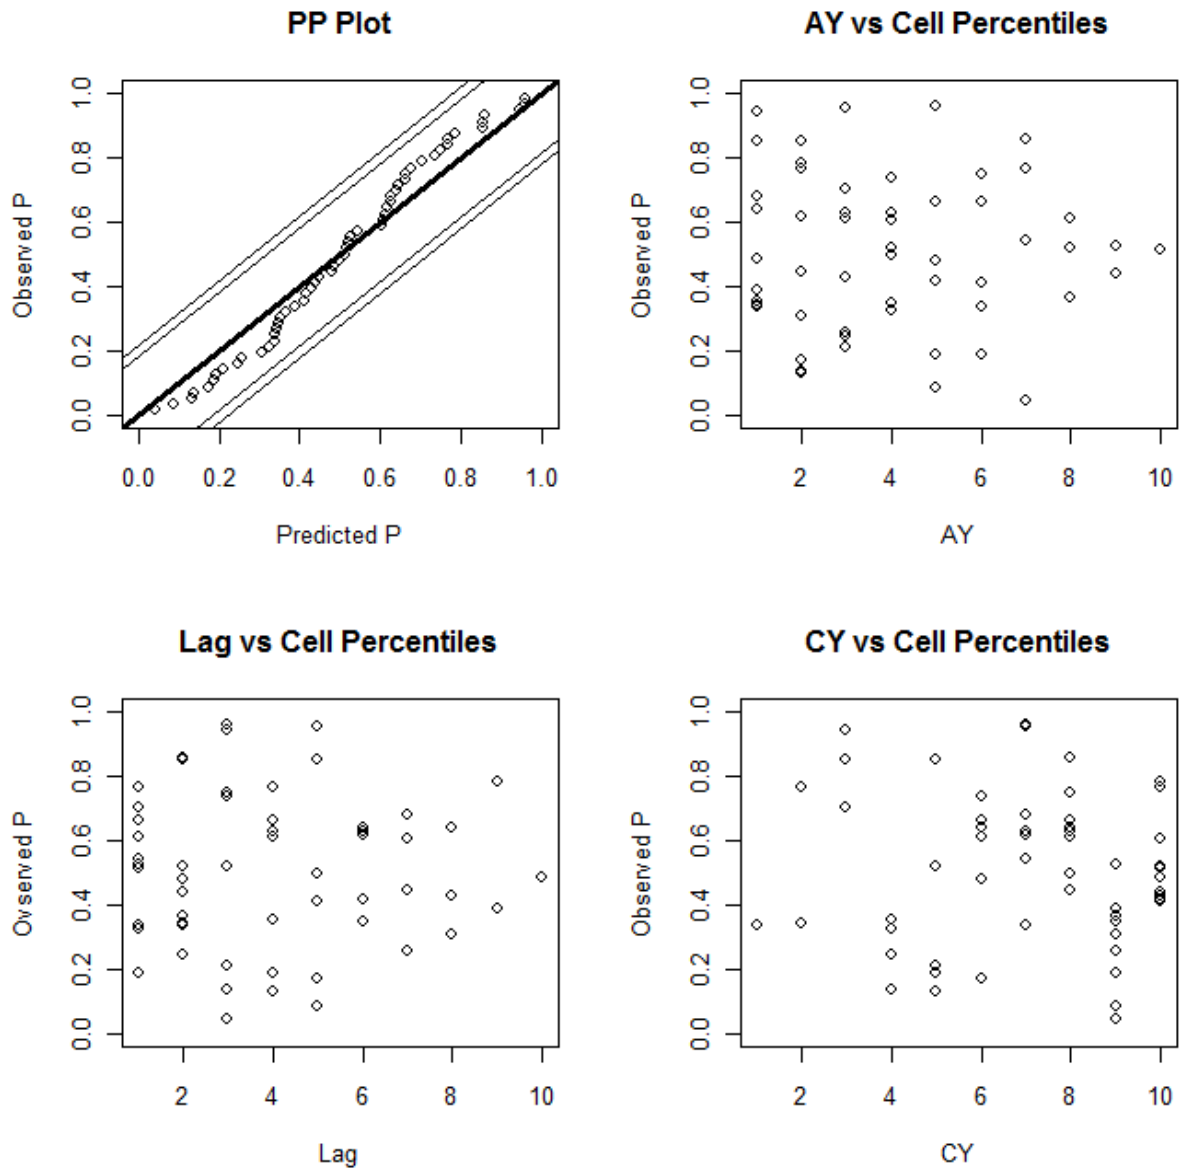 PP Plot
Observed P
0.0 0.2 0.4 0.6 0.8 1.0
0.0 0.2 0.4 0.6 0.8 1.0
Predicted P
AY vs Cell Percentiles
Observed P
0.0 0.2 0.4 0.6 0.8 1.0
2 4 6 8 10
AY
Lag vs Cell Percentiles
Ovserved P
0.0 0.2 0.4 0.6 0.8 1.0
2 4 6 8 10
Lag
CY vs Cell Percentiles
Observed P
0.0 0.2 0.4 0.6 0.8 1.0
2 4 6 8 10
CY